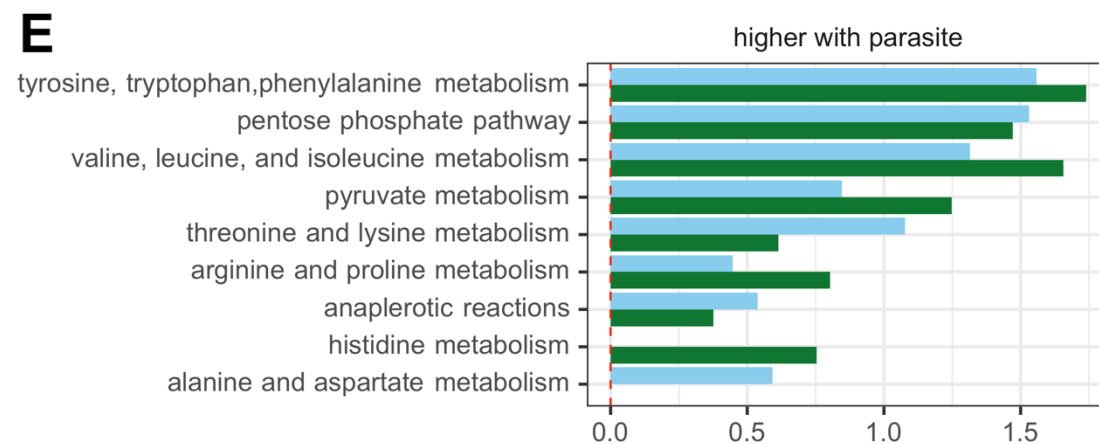 E
higher with parasite
tyrosine, tryptophan,phenylalanine metabolism
pentose phosphate pathway
valine, leucine, and isoleucine metabolism
pyruvate metabolism
threonine and lysine metabolism
arginine and proline metabolism
anaplerotic reactions
histidine metabolism
alanine and aspartate metabolism
0.0 0.5 1.0 1.5